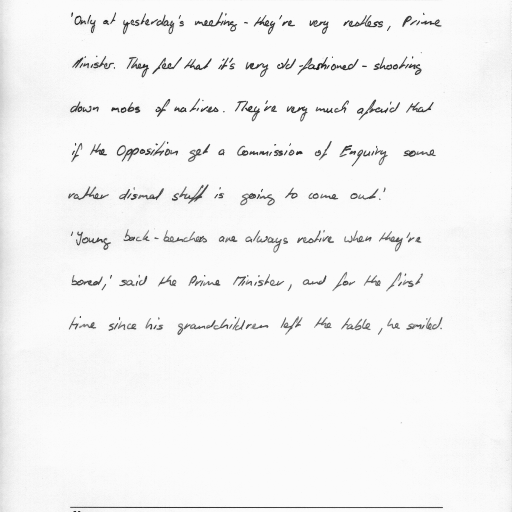 'Only at yesterday's meeting - they're very restless, Prime
Minister. They feel that it's very old-fashioned - shooting
down mobs of natives. They're very much afraid that
if the Opposition get a Commission of Enquiry some
rather dismal stuff is going to come out.'
'Young back-benchers are always restive when they're
bored,' said the Prime Minister, and for the first
time since his grandchildren left the table, he smiled.